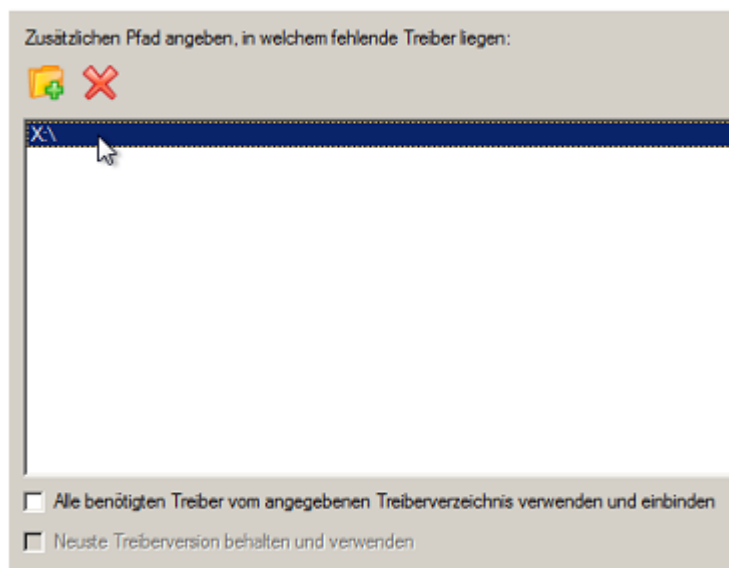 Zusätzlichen Pfad angeben, in welchem fehlende Treiber liegen:
X:\
Alle benötigten Treiber vom angegebenen Treiberverzeichnis verwenden und einbinden
Neuste Treiberversion behalten und verwenden